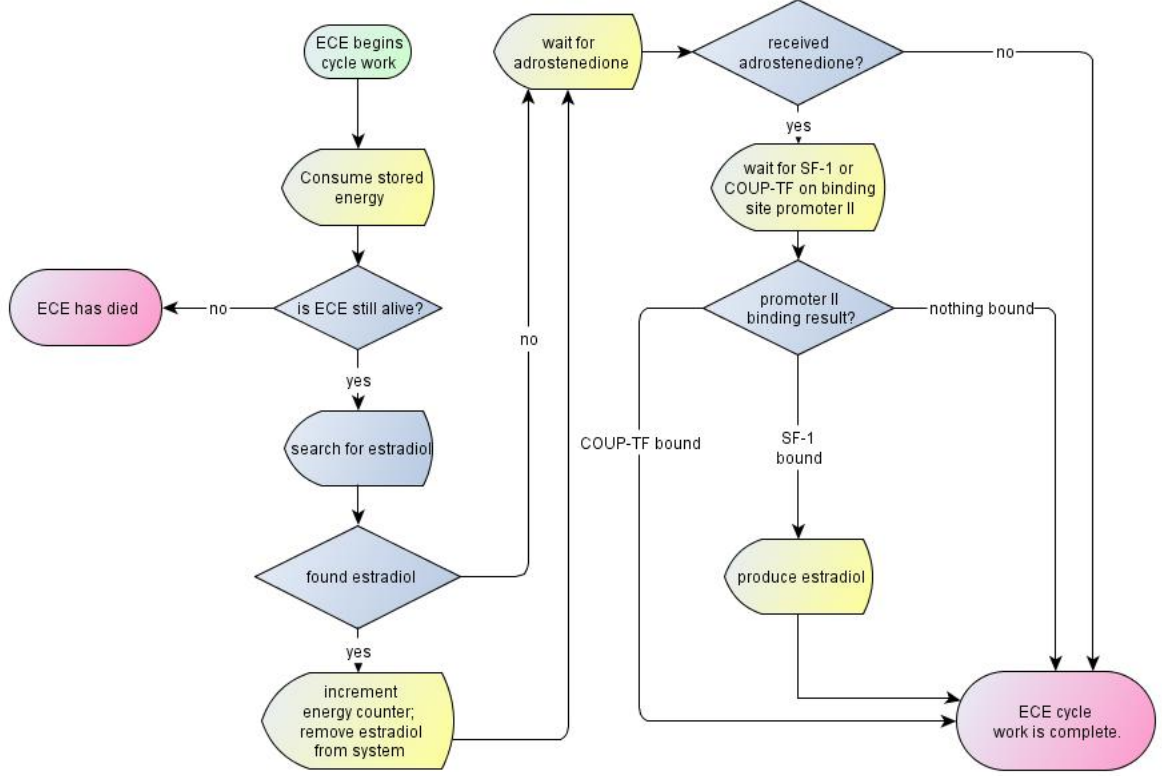 ECE begins
cycle work
Consume stored
energy
is ECE still alive?
no
ECE has died
yes
search for estradiol
found estradiol
no
yes
increment
energy counter;
remove estradiol
from system
wait for
adrostenedione
received
adrostenedione?
no
yes
wait for SF-1 or
COUP-TF on binding
site promoter II
promoter II
binding result?
nothing bound
COUP-TF bound
SF-1
bound
produce estradiol
ECE cycle
work is complete.